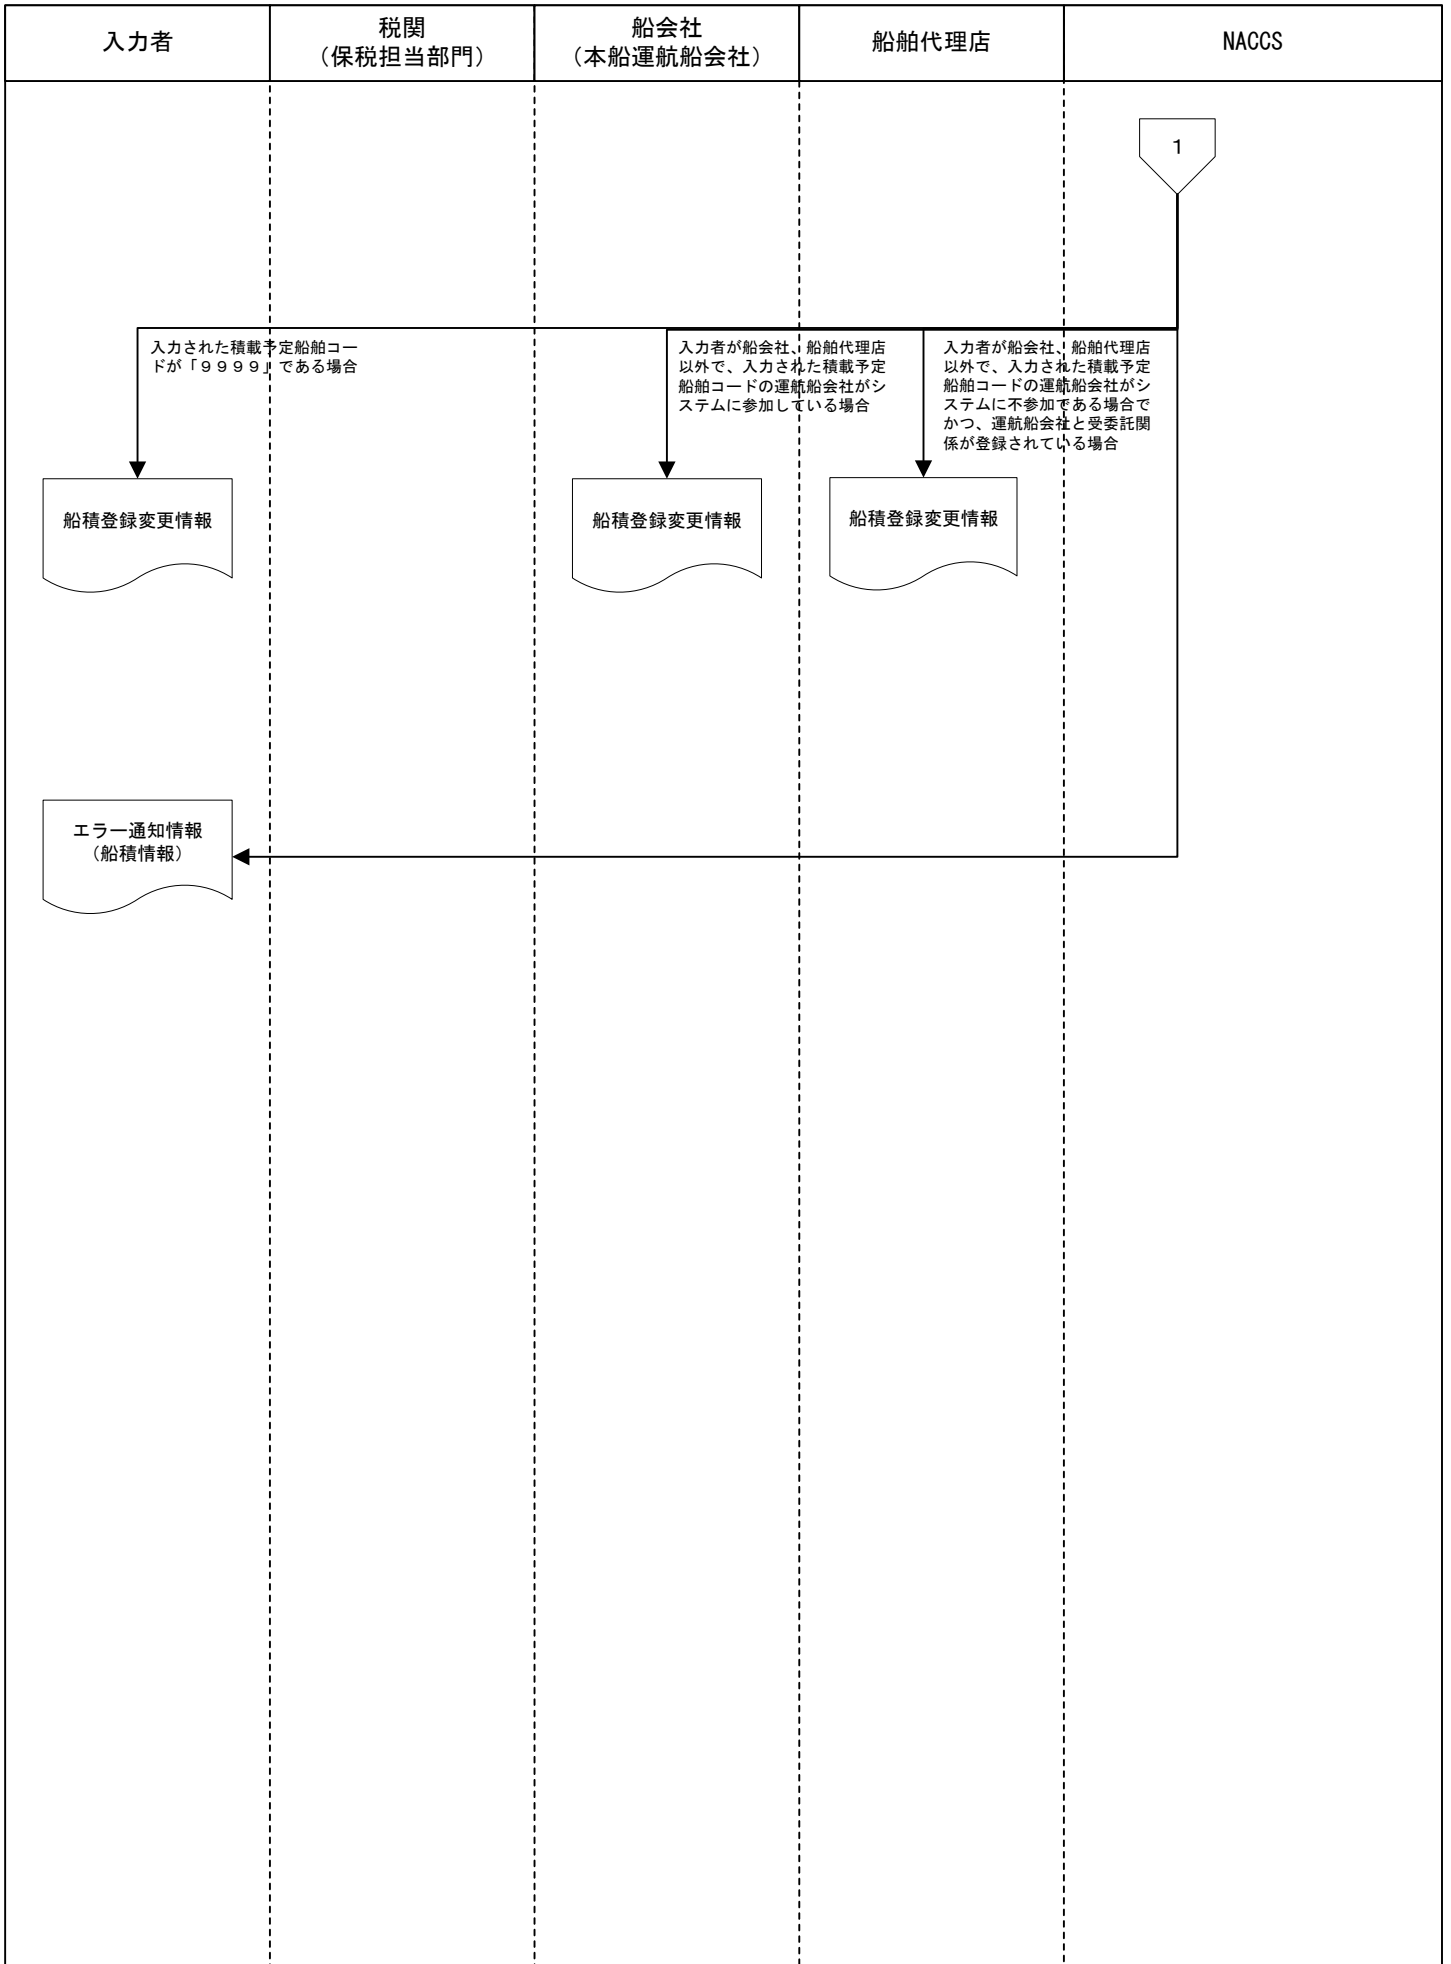 入力者
税関
（保税担当部門）
船会社
（本船運航船会社）
船舶代理店
NACCS
1
入力された積載予定船舶コー
ドが「９９９９」である場合
入力者が船会社、船舶代理店
以外で、入力された積載予定
船舶コードの運航船会社がシ
ステムに参加している場合
入力者が船会社、船舶代理店
以外で、入力された積載予定
船舶コードの運航船会社がシ
ステムに不参加である場合で
かつ、運航船会社と受委託関
係が登録されている場合
船積登録変更情報
船積登録変更情報
船積登録変更情報
エラー通知情報
（船積情報）